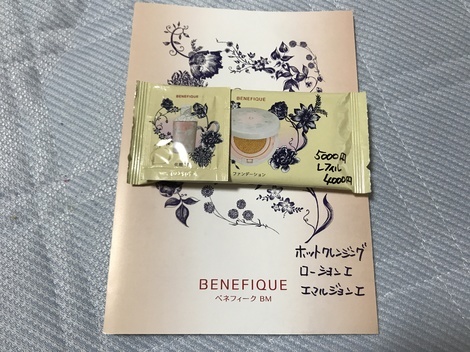 BENEFIQUE
BENEFIQUE
ファンデーション
5000円
Lフィル
4000円
ホットクレンジング
ローションI
エマルジョンI
BENEFIQUE
ベネフィーク BM